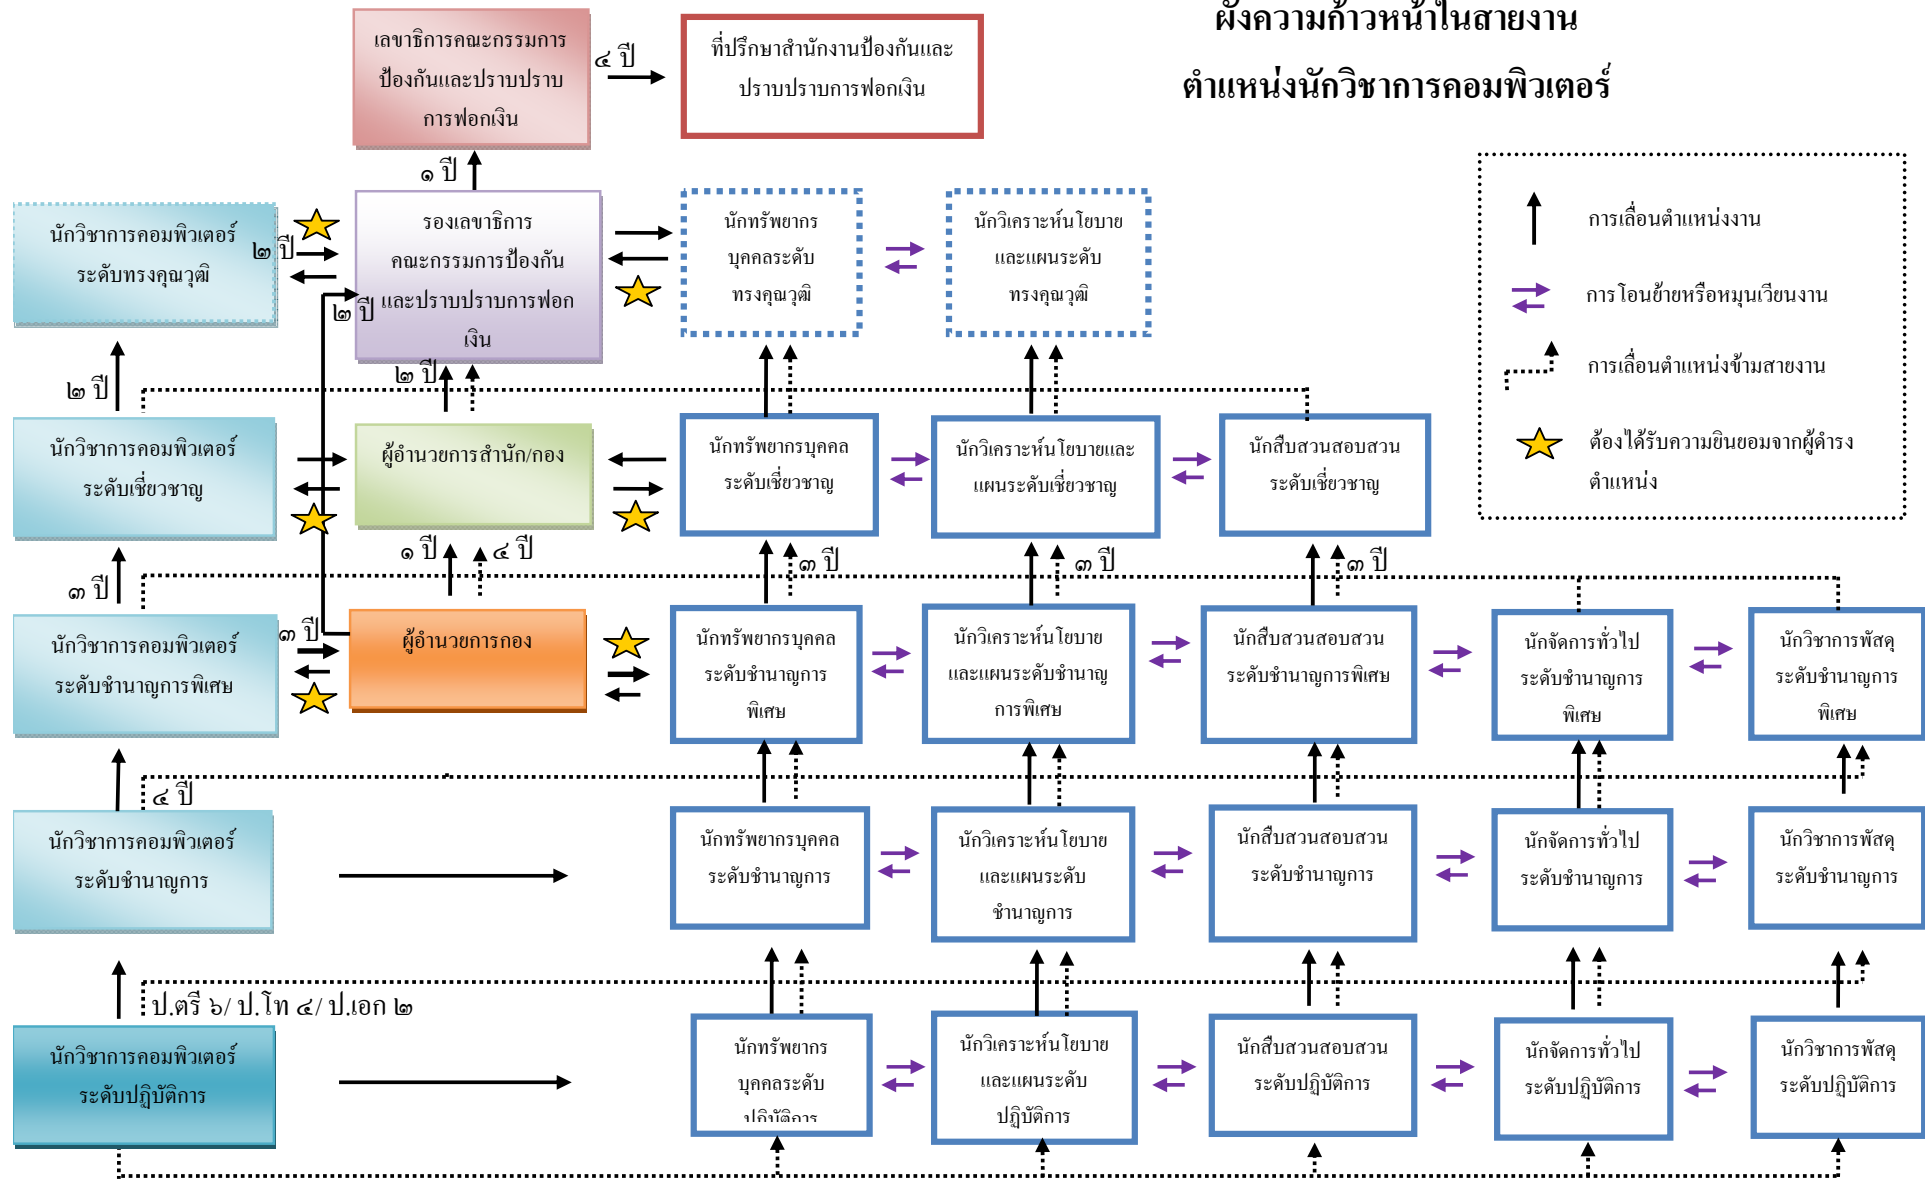 ผังความก้าวหน้าในสายงาน
ตำแหน่งนักวิชาการคอมพิวเตอร์
เลขาธิการคณะกรรมการ
ป้องกันและปราบปราบ
การฟอกเงิน
๔ ปี
ที่ปรึกษาสำนักงานป้องกันและ
ปราบปราบการฟอกเงิน
๑ ปี
การเลื่อนตำแหน่งงาน
การโอนย้ายหรือหมุนเวียนงาน
การเลื่อนตำแหน่งข้ามสายงาน
ต้องได้รับความยินยอมจากผู้ดำรง
ตำแหน่ง
นักวิชาการคอมพิวเตอร์
ระดับทรงคุณวุฒิ
๒ ปี
รองเลขาธิการ
คณะกรรมการป้องกัน
และปราบปราบการฟอก
เงิน
๒ ปี
นักทรัพยากร
บุคคลระดับ
ทรงคุณวุฒิ
นักวิเคราะห์นโยบาย
และแผนระดับ
ทรงคุณวุฒิ
๒ ปี
๒ ปี
นักวิชาการคอมพิวเตอร์
ระดับเชี่ยวชาญ
ผู้อำนวยการสำนัก/กอง
นักทรัพยากรบุคคล
ระดับเชี่ยวชาญ
นักวิเคราะห์นโยบายและ
แผนระดับเชี่ยวชาญ
นักสืบสวนสอบสวน
ระดับเชี่ยวชาญ
๓ ปี
๑ ปี
๔ ปี
๓ ปี
๓ ปี
๓ ปี
นักวิชาการคอมพิวเตอร์
ระดับชำนาญการพิเศษ
๓ ปี
ผู้อำนวยการกอง
นักทรัพยากรบุคคล
ระดับชำนาญการ
พิเศษ
นักวิเคราะห์นโยบาย
และแผนระดับชำนาญ
การพิเศษ
นักสืบสวนสอบสวน
ระดับชำนาญการพิเศษ
นักจัดการทั่วไป
ระดับชำนาญการ
พิเศษ
นักวิชาการพัสดุ
ระดับชำนาญการ
พิเศษ
๔ ปี
นักวิชาการคอมพิวเตอร์
ระดับชำนาญการ
นักทรัพยากรบุคคล
ระดับชำนาญการ
นักวิเคราะห์นโยบาย
และแผนระดับ
ชำนาญการ
นักสืบสวนสอบสวน
ระดับชำนาญการ
นักจัดการทั่วไป
ระดับชำนาญการ
นักวิชาการพัสดุ
ระดับชำนาญการ
ป.ตรี ๖/ ป.โท ๔/ ป.เอก ๒
นักวิชาการคอมพิวเตอร์
ระดับปฏิบัติการ
นักทรัพยากร
บุคคลระดับ
ปฏิบัติการ
นักวิเคราะห์นโยบาย
และแผนระดับ
ปฏิบัติการ
นักสืบสวนสอบสวน
ระดับปฏิบัติการ
นักจัดการทั่วไป
ระดับปฏิบัติการ
นักวิชาการพัสดุ
ระดับปฏิบัติการ